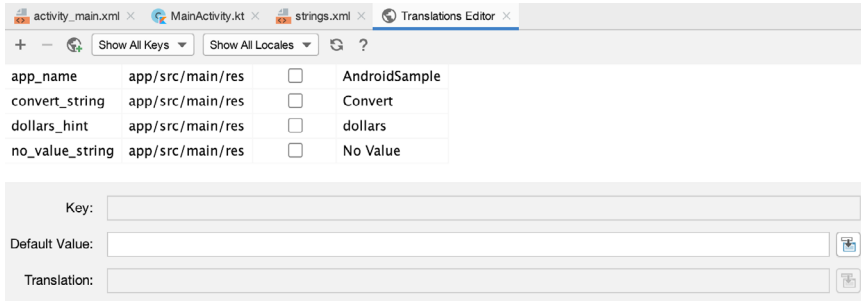 activity_main.xml MainActivity.kt strings.xml Translations Editor
Show All Keys Show All Locales ?
app_name app/src/main/res AndroidSample
convert_string app/src/main/res Convert
dollars_hint app/src/main/res dollars
no_value_string app/src/main/res No Value
Key:
Default Value:
Translation: